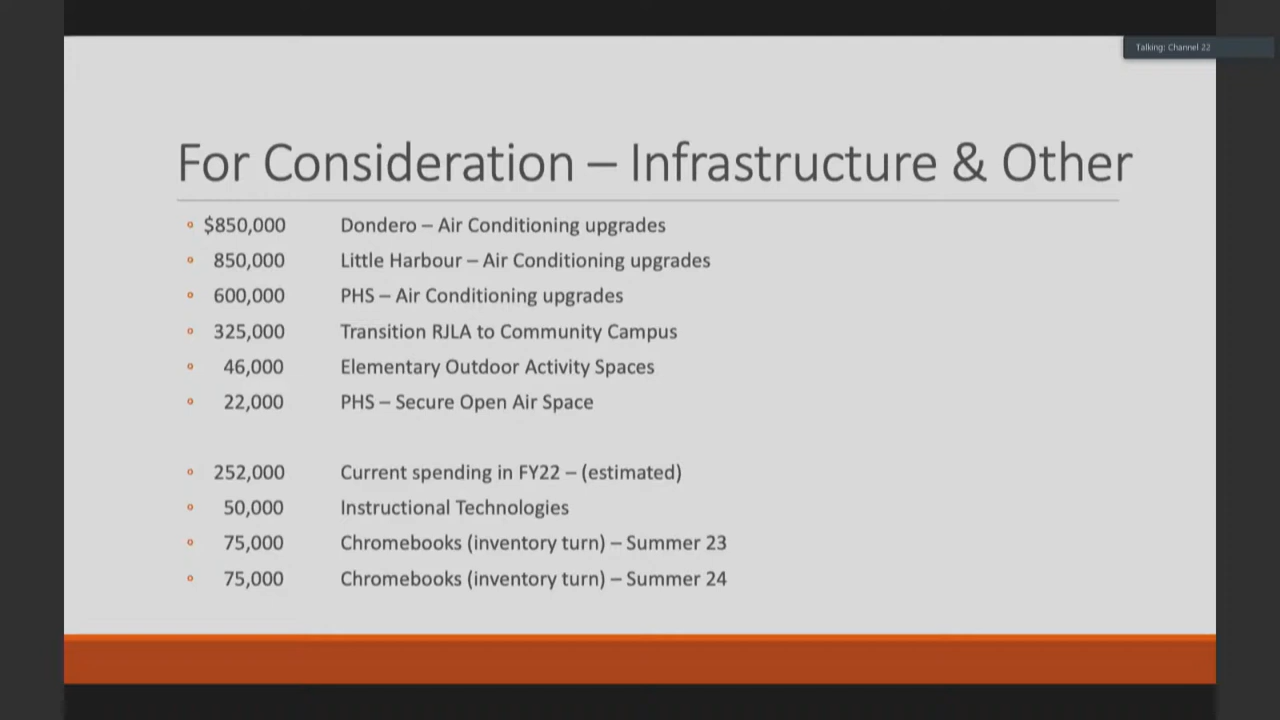 Talking: Channel 22
For Consideration – Infrastructure & Other
$850,000 Dondero – Air Conditioning upgrades
850,000 Little Harbour – Air Conditioning upgrades
600,000 PHS – Air Conditioning upgrades
325,000 Transition RJLA to Community Campus
46,000 Elementary Outdoor Activity Spaces
22,000 PHS – Secure Open Air Space
252,000 Current spending in FY22 – (estimated)
50,000 Instructional Technologies
75,000 Chromebooks (inventory turn) – Summer 23
75,000 Chromebooks (inventory turn) – Summer 24